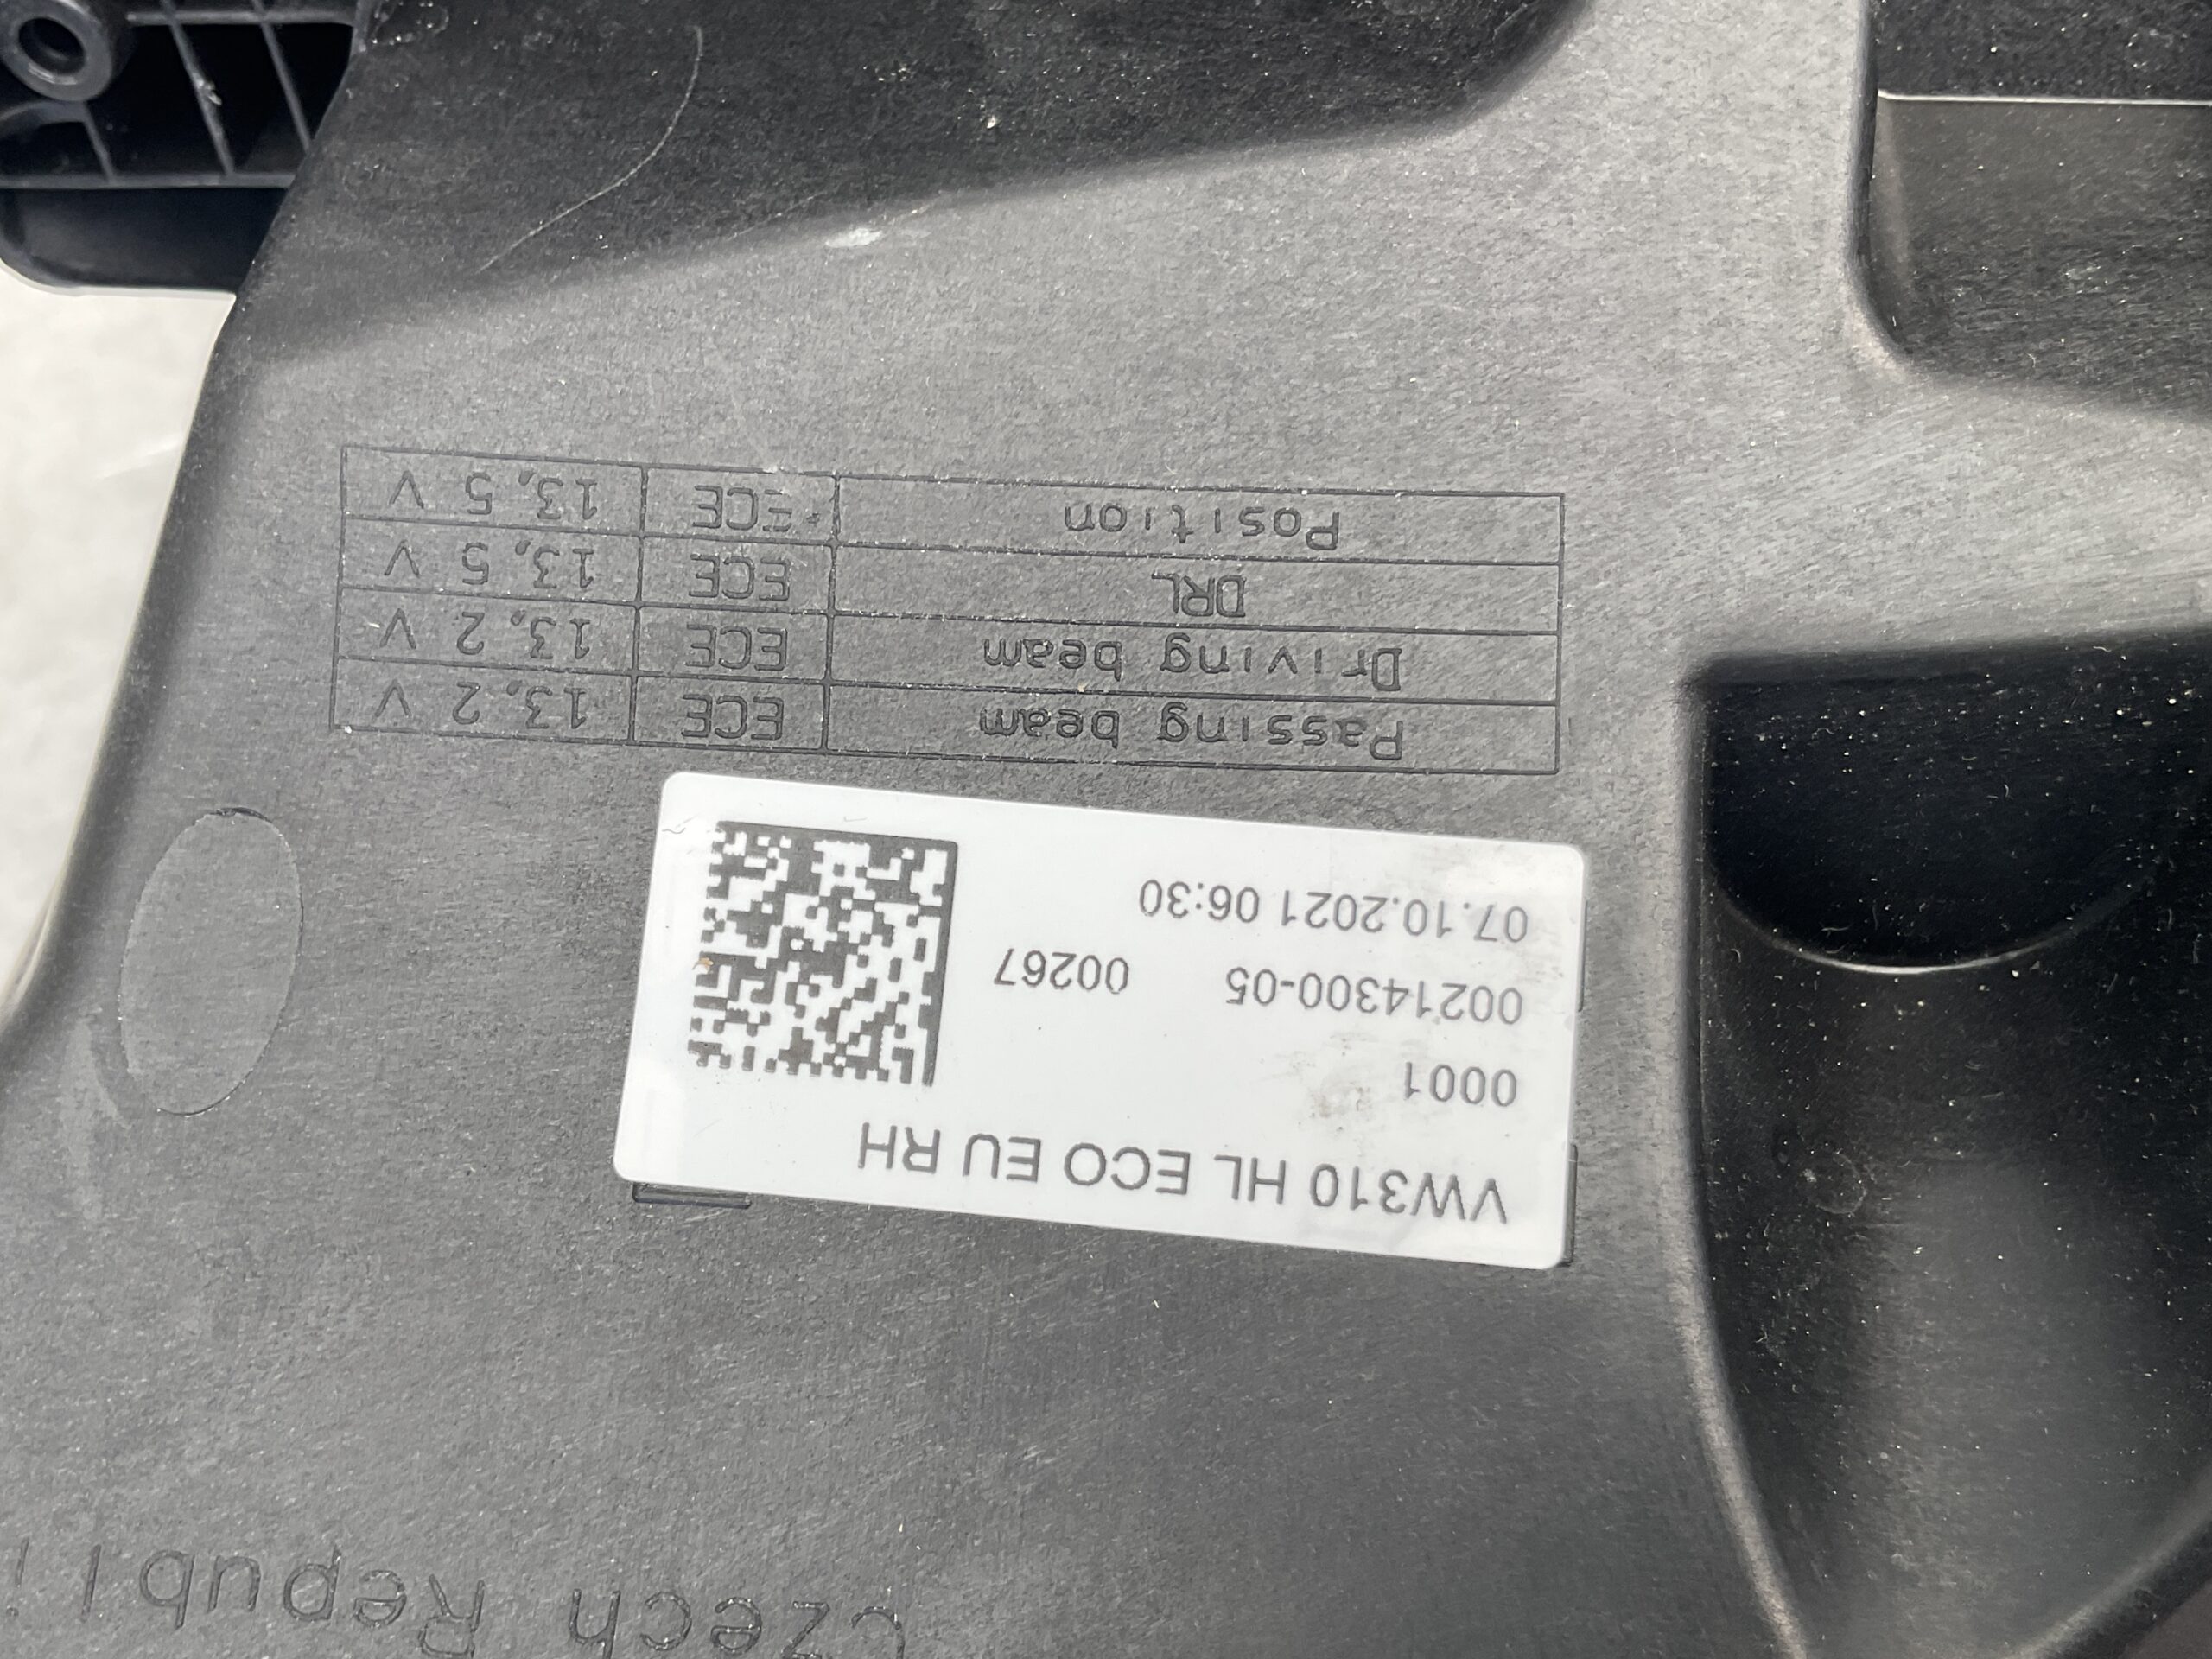 Czech Republi
VW310 HL ECO EU RH
0001
00214300-05 00267
07.10.2021 06:30
Passing beam ECE 13,2 V
Driving beam ECE 13,2 V
DRL ECE 13,5 V
Position ECE 13,5 V